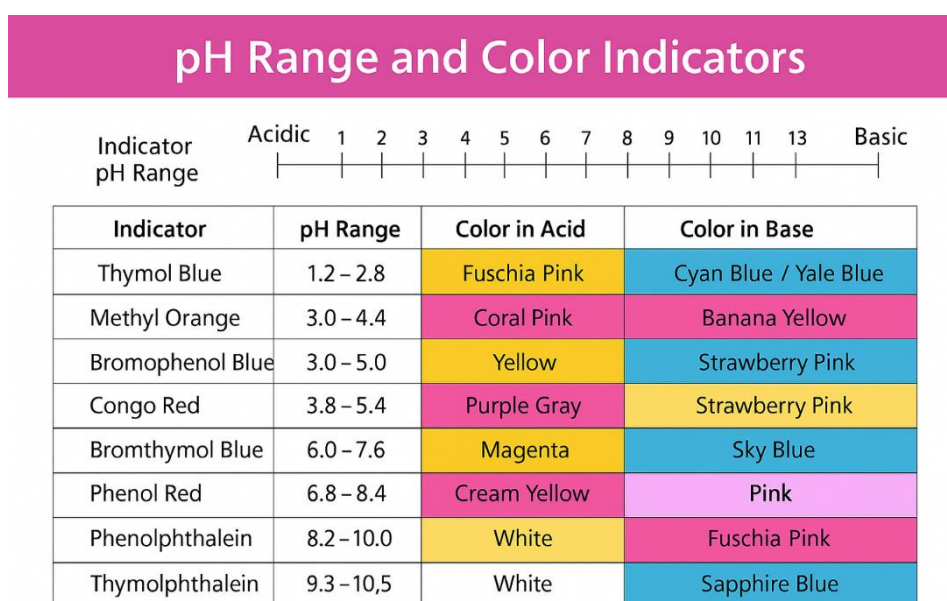 pH Range and Color Indicators
Indicator pH Range
Acidic 1 2 3 4 5 6 7 8 9 10 11 13 Basic
Indicator pH Range Color in Acid Color in Base
Thymol Blue 1.2 – 2.8 Fuschia Pink Cyan Blue / Yale Blue
Methyl Orange 3.0 – 4.4 Coral Pink Banana Yellow
Bromophenol Blue 3.0 – 5.0 Yellow Strawberry Pink
Congo Red 3.8 – 5.4 Purple Gray Strawberry Pink
Bromthymol Blue 6.0 – 7.6 Magenta Sky Blue
Phenol Red 6.8 – 8.4 Cream Yellow Pink
Phenolphthalein 8.2 – 10.0 White Fuschia Pink
Thymolphthalein 9.3 – 10,5 White Sapphire Blue